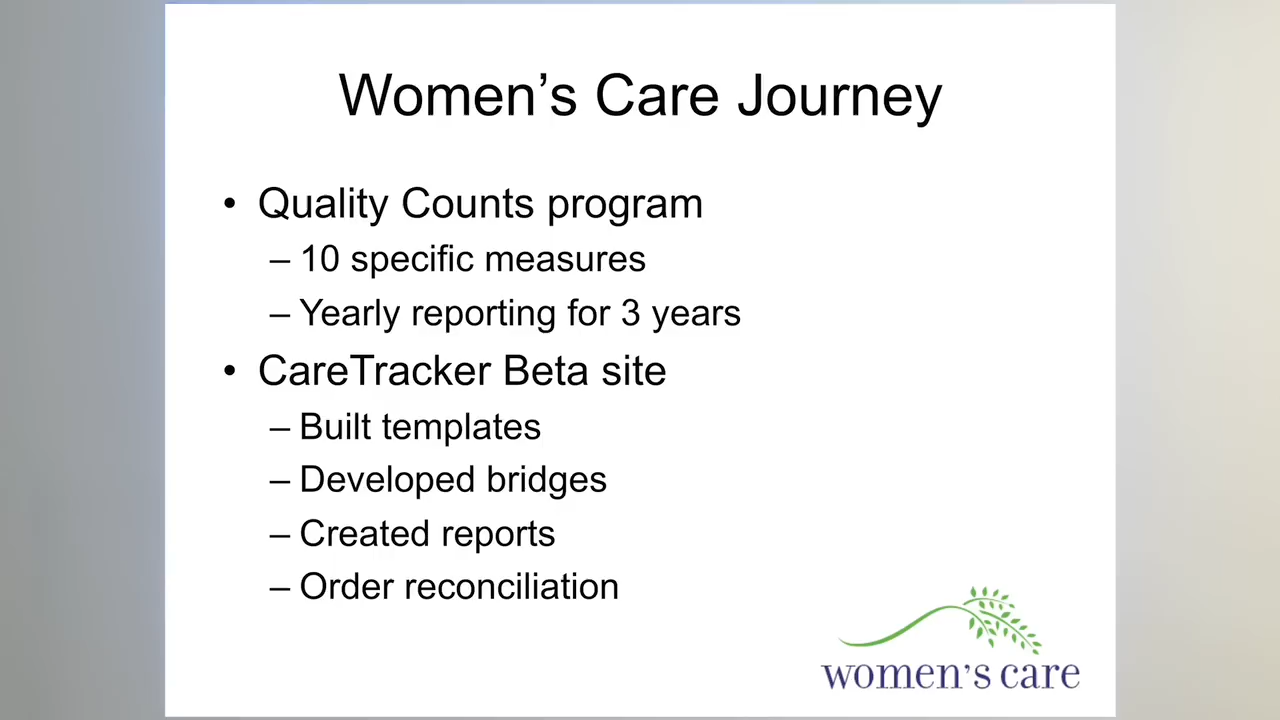 Women’s Care Journey
• Quality Counts program
– 10 specific measures
– Yearly reporting for 3 years
• CareTracker Beta site
– Built templates
– Developed bridges
– Created reports
– Order reconciliation
women’s care